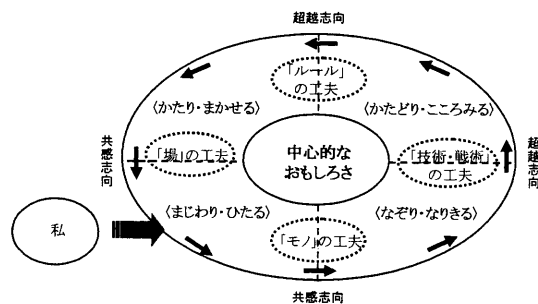 超越志向
「ルール」
の工夫
〈かたり・まかせる〉
〈かたどり・こころみる〉
共感志向
「場」の工夫
中心的な
おもしろさ
「技術・戦術」
の工夫
超越志向
〈まじわり・ひたる〉
〈なぞり・なりきる〉
私
「モノ」の工夫
共感志向